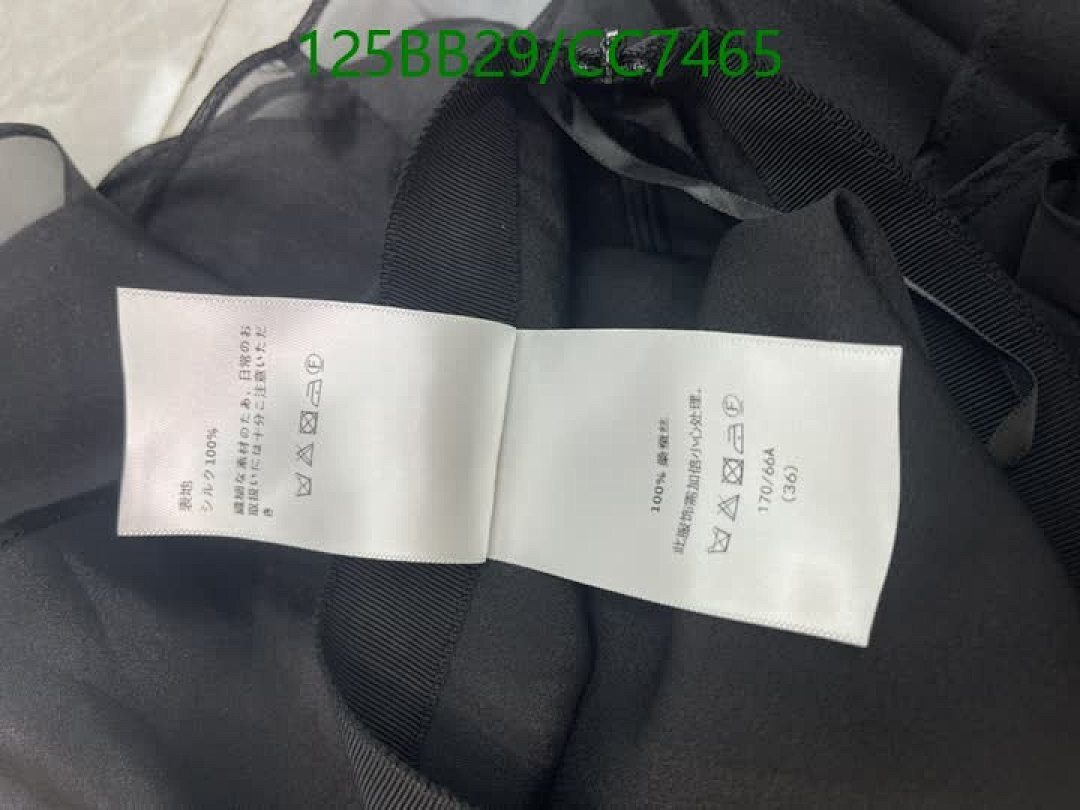 125BB29/CC7465
表地
シルク100%
繊細な素材のため、日常のお
取扱いには十分ご注意いただ
き
100% 桑蠶丝
此服饰需加倍小心处理。
170/66A
(36)